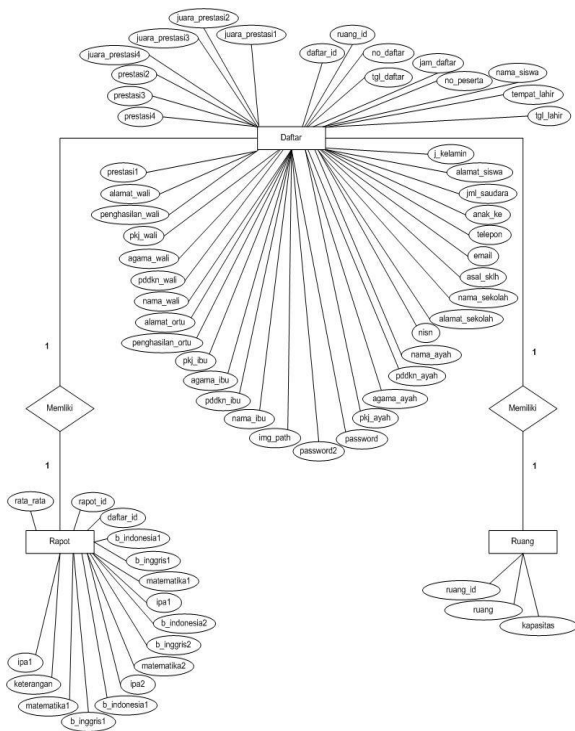 juara_prestasi2
juara_prestasi3
juara_prestasi1
juara_prestasi4
prestasi2
prestasi3
prestasi4
ruang_id
daftar_id
no_daftar
tgl_daftar
jam_daftar
no_peserta
nama_siswa
tempat_lahir
tgl_lahir
Daftar
prestasi1
alamat_wali
penghasilan_wali
pkj_wali
agama_wali
pddkn_wali
nama_wali
alamat_ortu
penghasilan_ortu
pkj_ibu
agama_ibu
pddkn_ibu
nama_ibu
img_path
password2
password
pkj_ayah
agama_ayah
pddkn_ayah
nama_ayah
nisn
alamat_sekolah
nama_sekolah
asal_sklh
email
telepon
anak_ke
jml_saudara
alamat_siswa
j_kelamin
1
Memliki
1
1
Memiliki
1
rata_rata
rapot_id
daftar_id
Rapot
b_indonesia1
b_inggris1
matematika1
ipa1
b_indonesia2
b_inggris2
matematika2
ipa2
b_indonesia1
b_inggris1
matematika1
keterangan
ipa1
Ruang
ruang_id
ruang
kapasitas